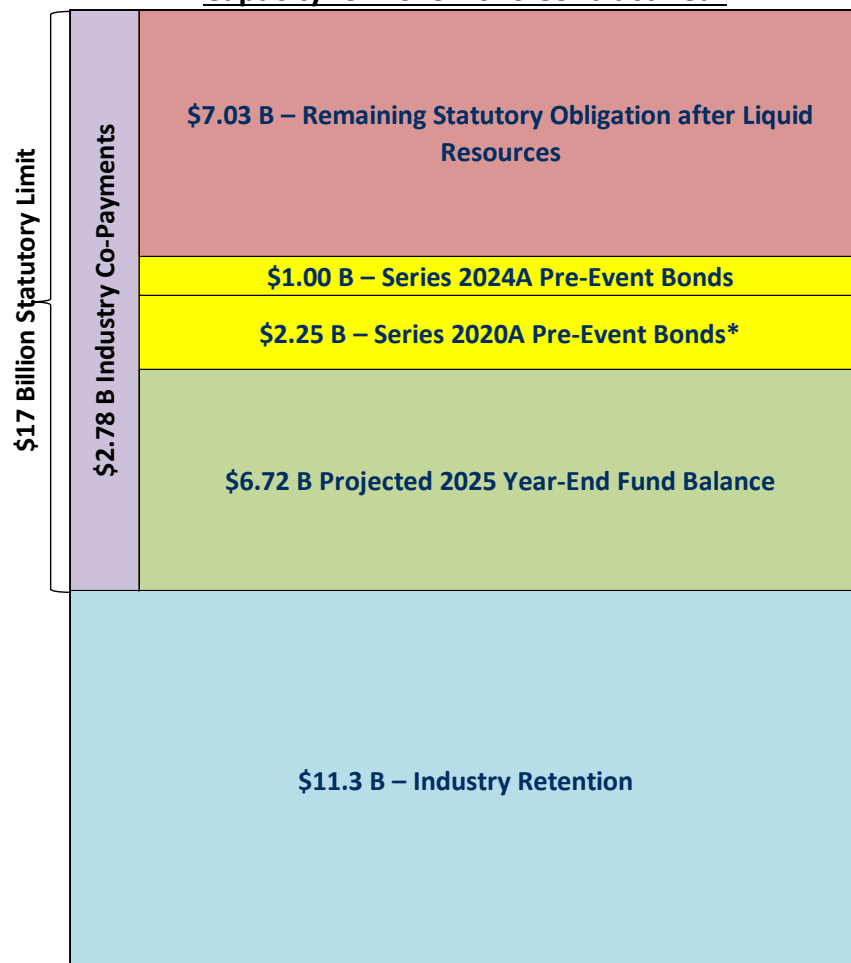 $7.03 B – Remaining Statutory Obligation after Liquid
Resources
$1.00 B – Series 2024A Pre-Event Bonds
$2.25 B – Series 2020A Pre-Event Bonds*
$6.72 B Projected 2025 Year-End Fund Balance
$11.3 B – Industry Retention
$17 Billion Statutory Limit
$2.78 B Industry Co-Payments